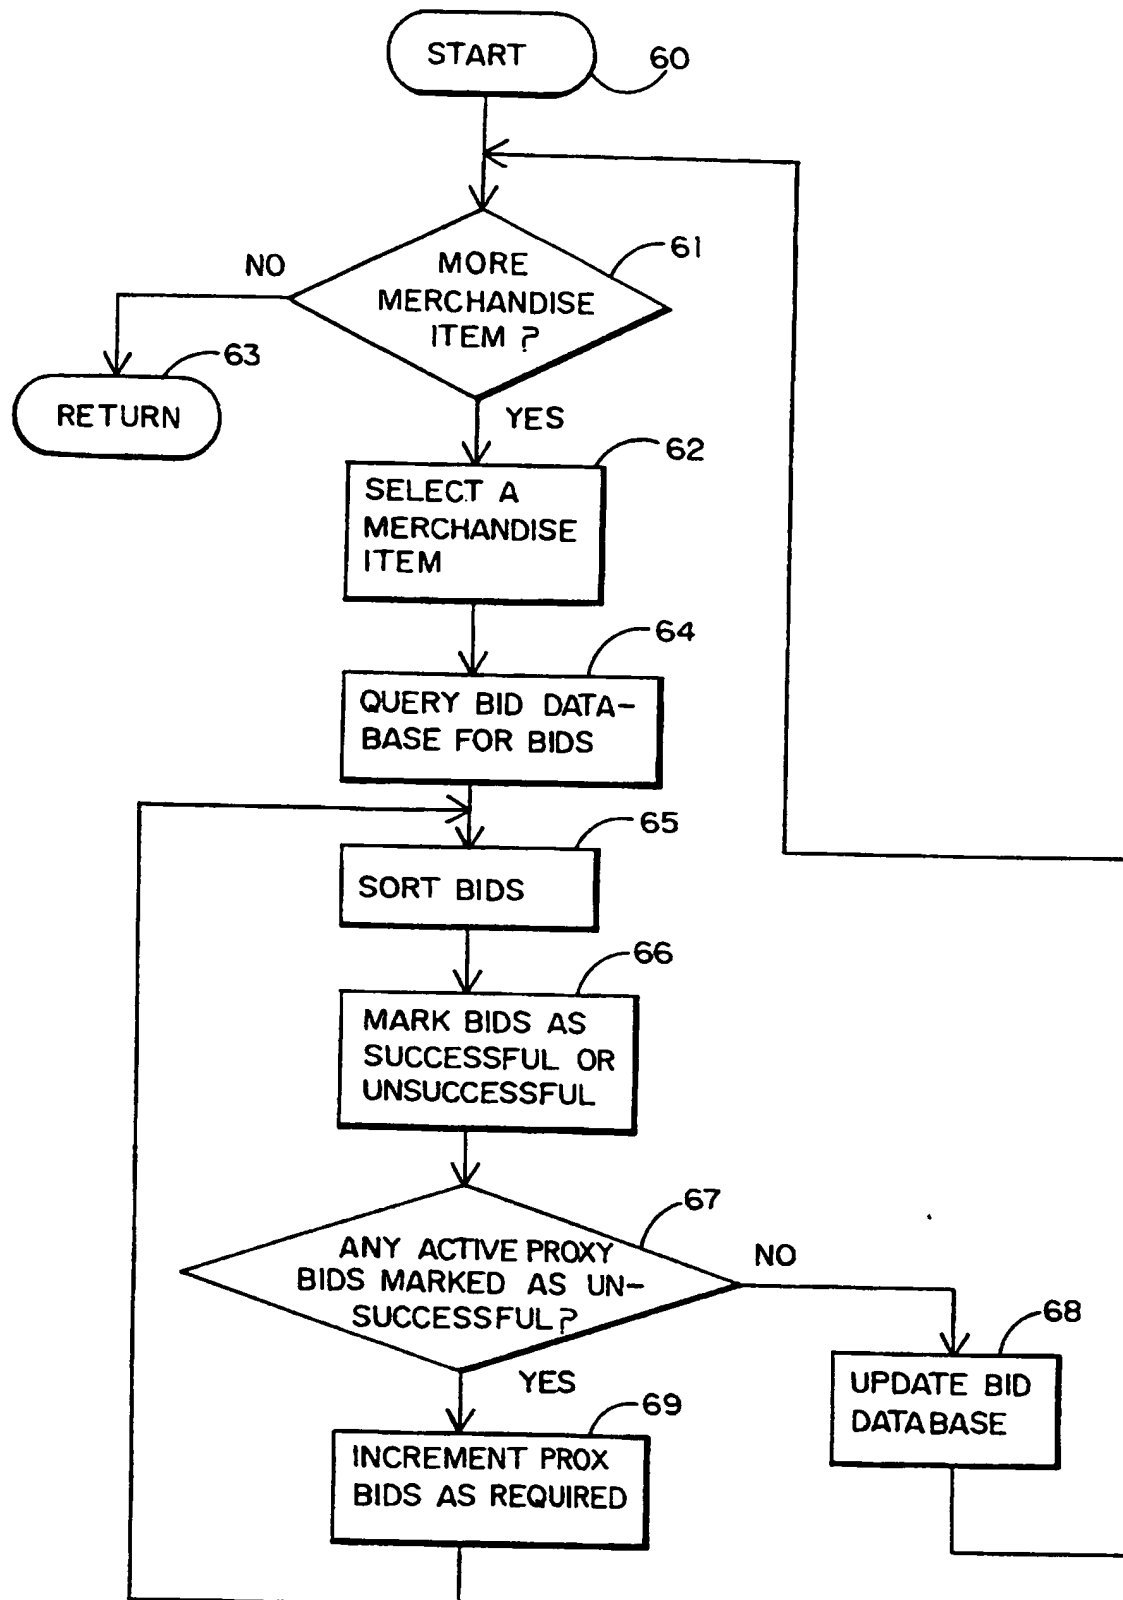 START
60
MORE
MERCHANDISE
ITEM ?
61
NO
63
RETURN
YES
62
SELECT A
MERCHANDISE
ITEM
64
QUERY BID DATA-
BASE FOR BIDS
65
SORT BIDS
66
MARK BIDS AS
SUCCESSFUL OR
UNSUCCESSFUL
67
ANY ACTIVE PROXY
BIDS MARKED AS UN-
SUCCESSFUL?
NO
68
UPDATE BID
DATABASE
YES
69
INCREMENT PROX
BIDS AS REQUIRED